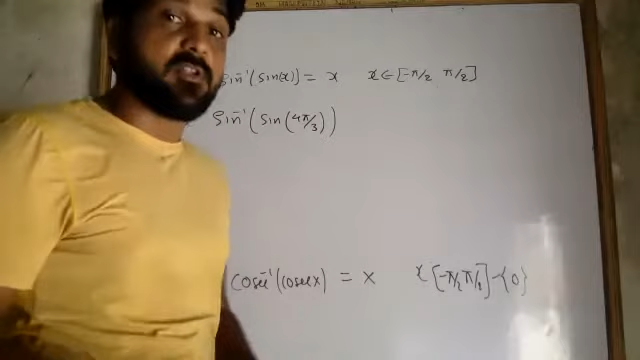 sin⁻¹(sin(x)) = x x ∈ [-π/2 π/2]
sin⁻¹(sin(4π/3))
cosec⁻¹(cosec x) = x x [-π/2 π/2] - {0}